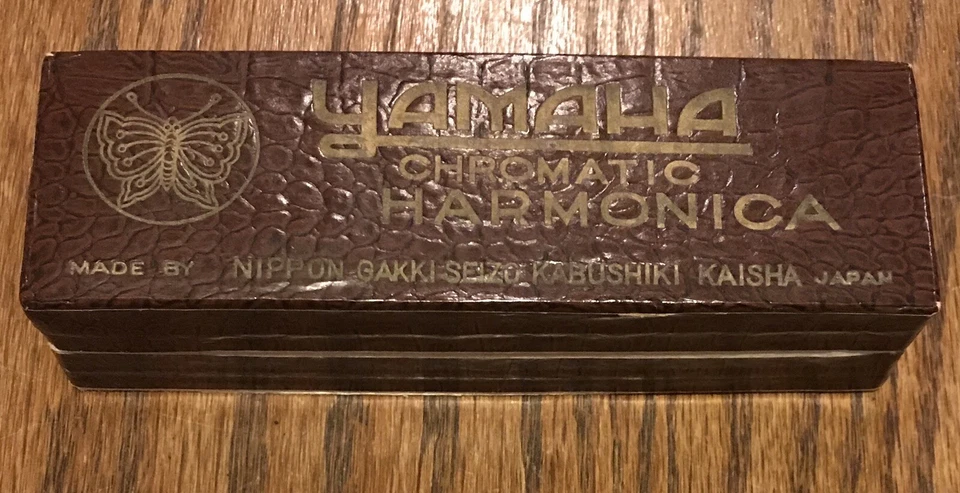 YAMAHA
CHROMATIC
HARMONICA
MADE BY NIPPON-GAKKI-SEIZO KABUSHIKI KAISHA JAPAN